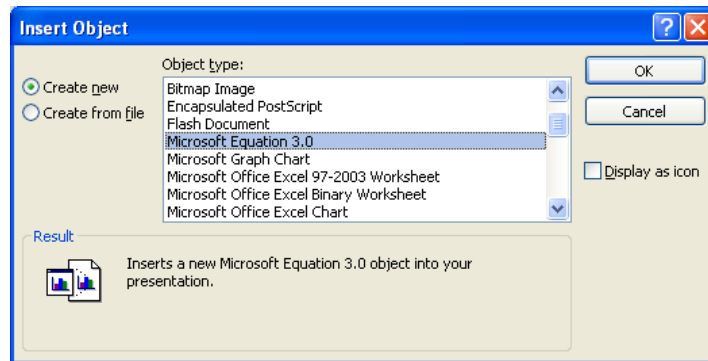 Insert Object
Object type:
Create new
Create from file
Bitmap Image
Encapsulated PostScript
Flash Document
Microsoft Equation 3.0
Microsoft Graph Chart
Microsoft Office Excel 97-2003 Worksheet
Microsoft Office Excel Binary Worksheet
Microsoft Office Excel Chart
OK
Cancel
Display as icon
Result
Inserts a new Microsoft Equation 3.0 object into your
presentation.